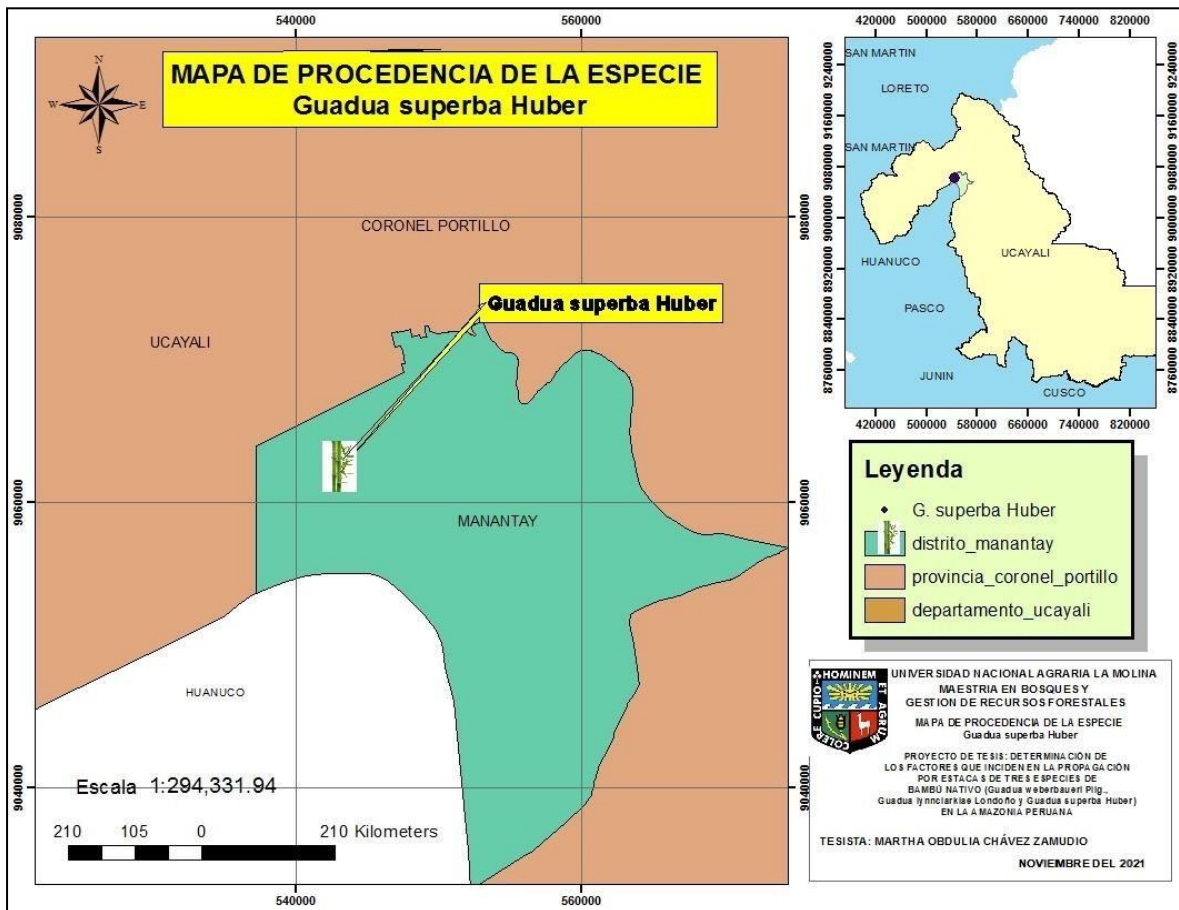 540000
560000
MAPA DE PROCEDENCIA DE LA ESPECIE
Guadua superba Huber
N
W
E
S
CORONEL PORTILLO
Guadua superba Huber
UCAYALI
MANANTAY
HUANUCO
9080000
9060000
9040000
9080000
9060000
9040000
Escala 1:294,331.94
210 105 0 210 Kilometers
540000
560000
420000 500000 580000 660000 740000 820000
SAN MARTIN
LORETO
SAN MARTIN
HUANUCO
UCAYALI
PASCO
JUNIN
CUSCO
9240000
9160000
9080000
9000000
8920000
8840000
8760000
9240000
9160000
9080000
9000000
8920000
8840000
8760000
420000 500000 580000 660000 740000 820000
Leyenda
G. superba Huber
distrito_manantay
provincia_coronel_portillo
departamento_ucayali
COLERE CUPIO HOMINEM ET AGRUM
UNIVERSIDAD NACIONAL AGRARIA LA MOLINA
MAESTRIA EN BOSQUES Y
GESTION DE RECURSOS FORESTALES
MAPA DE PROCEDENCIA DE LA ESPECIE
Guadua superba Huber
PROYECTO DE TESIS: DETERMINACIÓN DE
LOS FACTORES QUE INCIDEN EN LA PROPAGACIÓN
POR ESTACAS DE TRES ESPECIES DE
BAMBÚ NATIVO (Guadua weberbaueri Pilg.,
Guadua lynnclarkiae Londoño y Guadua superba Huber)
EN LA AMAZONIA PERUANA
TESISTA: MARTHA OBDULIA CHÁVEZ ZAMUDIO
NOVIEMBRE DEL 2021